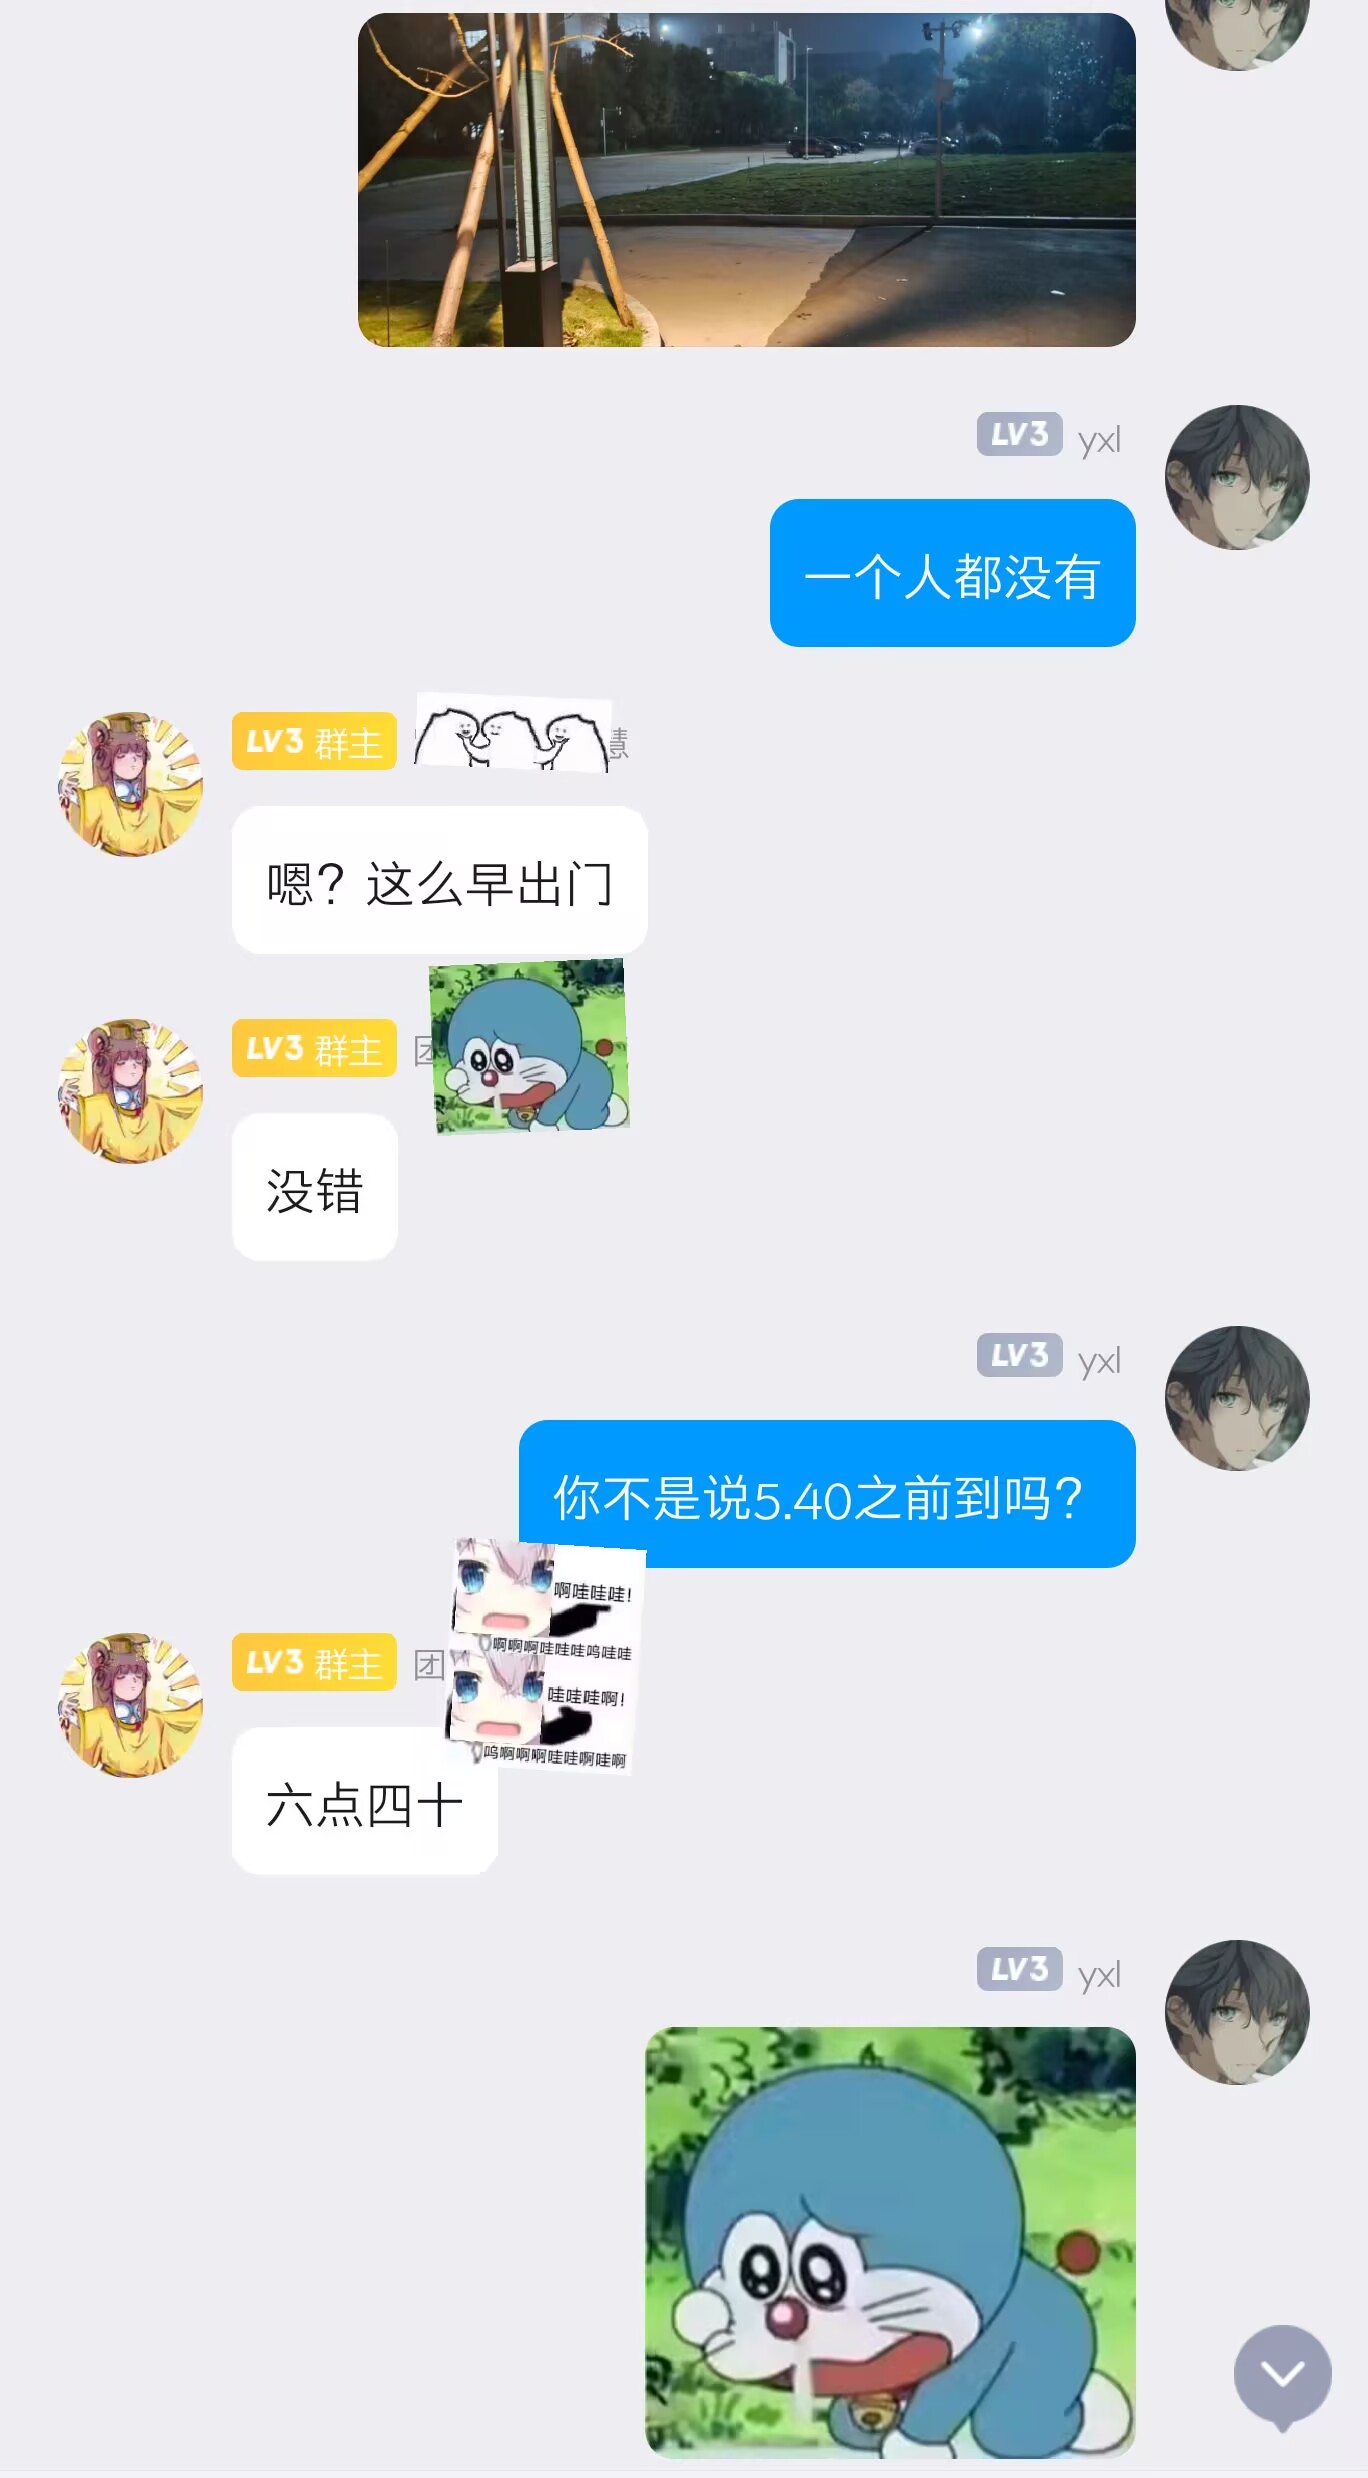 LV3 yxl
一个人都没有
LV3 群主 慧
嗯？这么早出门
LV3 群主 团
没错
LV3 yxl
你不是说5.40之前到吗？
啊哇哇哇！
啊啊啊哇哇哇呜哇哇
LV3 群主 团
哇哇哇啊！
呜啊啊啊哇哇啊哇啊
六点四十
LV3 yxl